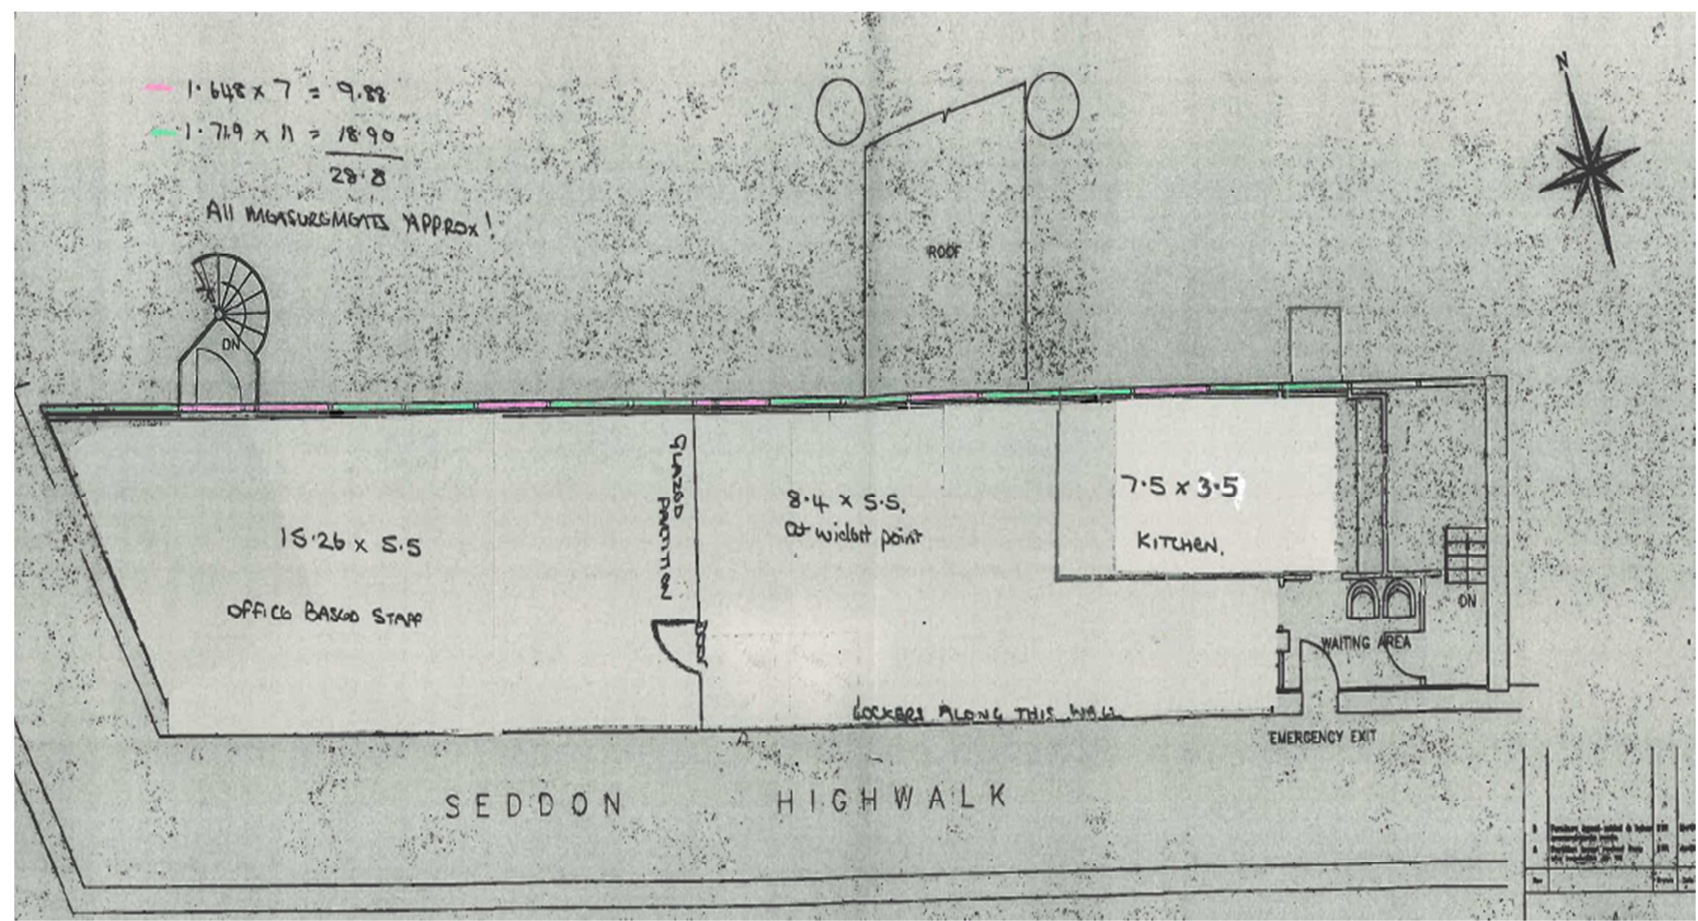 1.648 x 7 = 9.88
1.719 x 11 = 18.90
28.8
All MEASUREMENTS APPROX!
N
ROOF
DN
GLAZED
PARTITION
DOOR
15.26 x 5.5
OFFICE BASED STAFF
8.4 x 5.5.
at widest point
7.5 x 3.5
KITCHEN.
DN
WAITING AREA
LOCKERS ALONG THIS WALL
EMERGENCY EXIT
SEDDON HIGHWALK